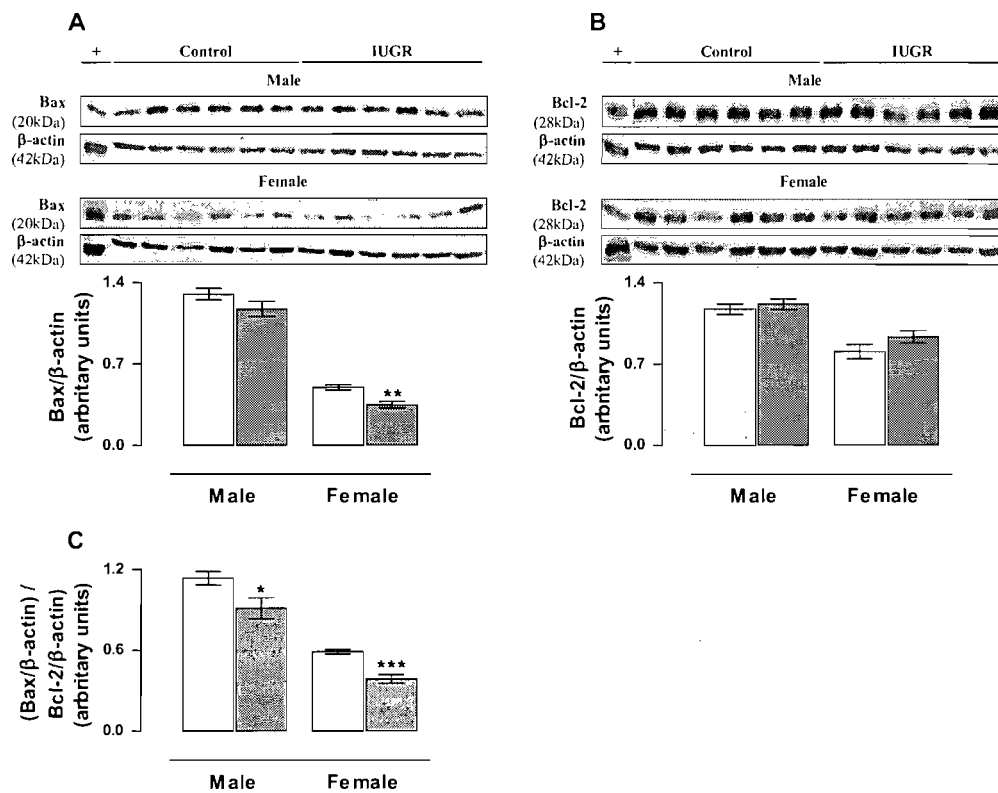 A
+ Control IUGR
Male
Bax
(20kDa)
β-actin
(42kDa)
Female
Bax
(20kDa)
β-actin
(42kDa)
1.4
0.7
0.0
Bax/β-actin
(arbritary units)
**
Male Female
B
+ Control IUGR
Male
Bcl-2
(28kDa)
β-actin
(42kDa)
Female
Bcl-2
(28kDa)
β-actin
(42kDa)
1.4
0.7
0.0
Bcl-2/β-actin
(arbritary units)
Male Female
C
1.2
0.6
0.0
(Bax/β-actin) /
Bcl-2/β-actin)
(arbritary units)
*
***
Male Female